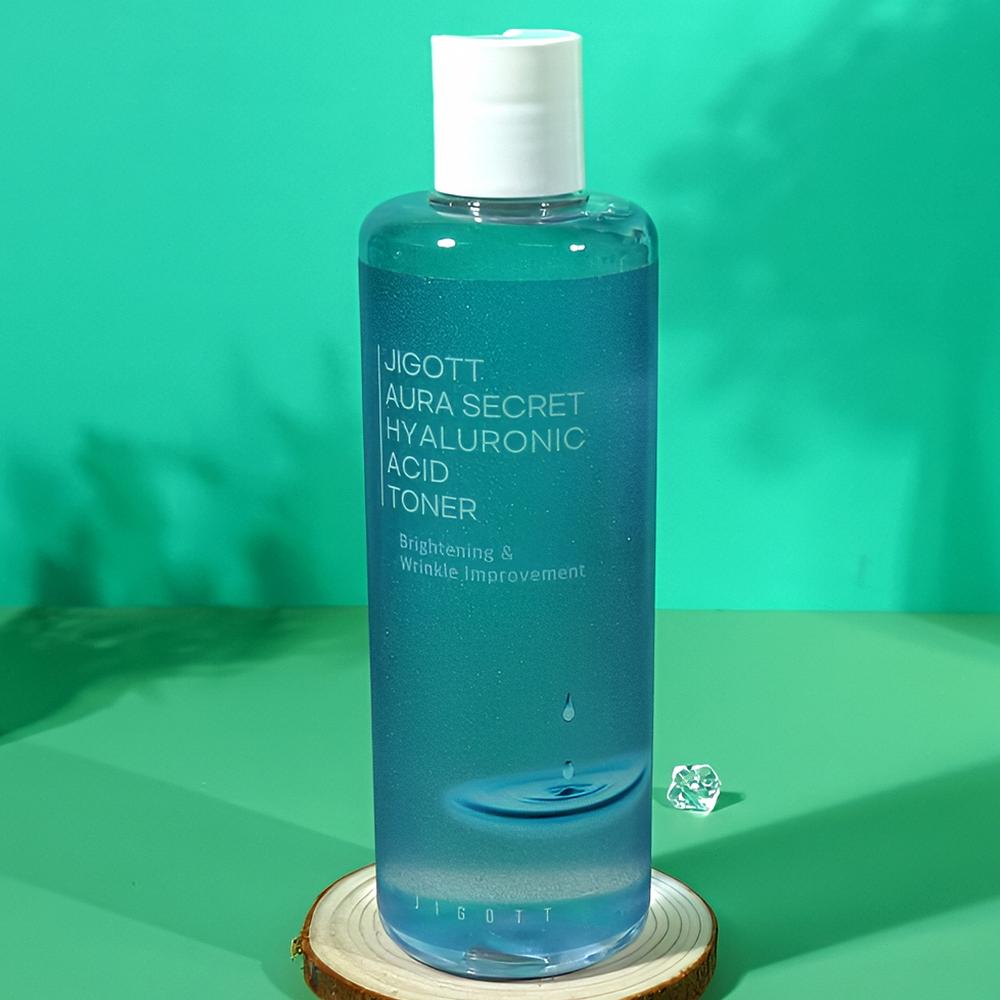 JIGOTT
AURA SECRET
HYALURONIC
ACID
TONER
Brightening &
Wrinkle Improvement
JIGOTT